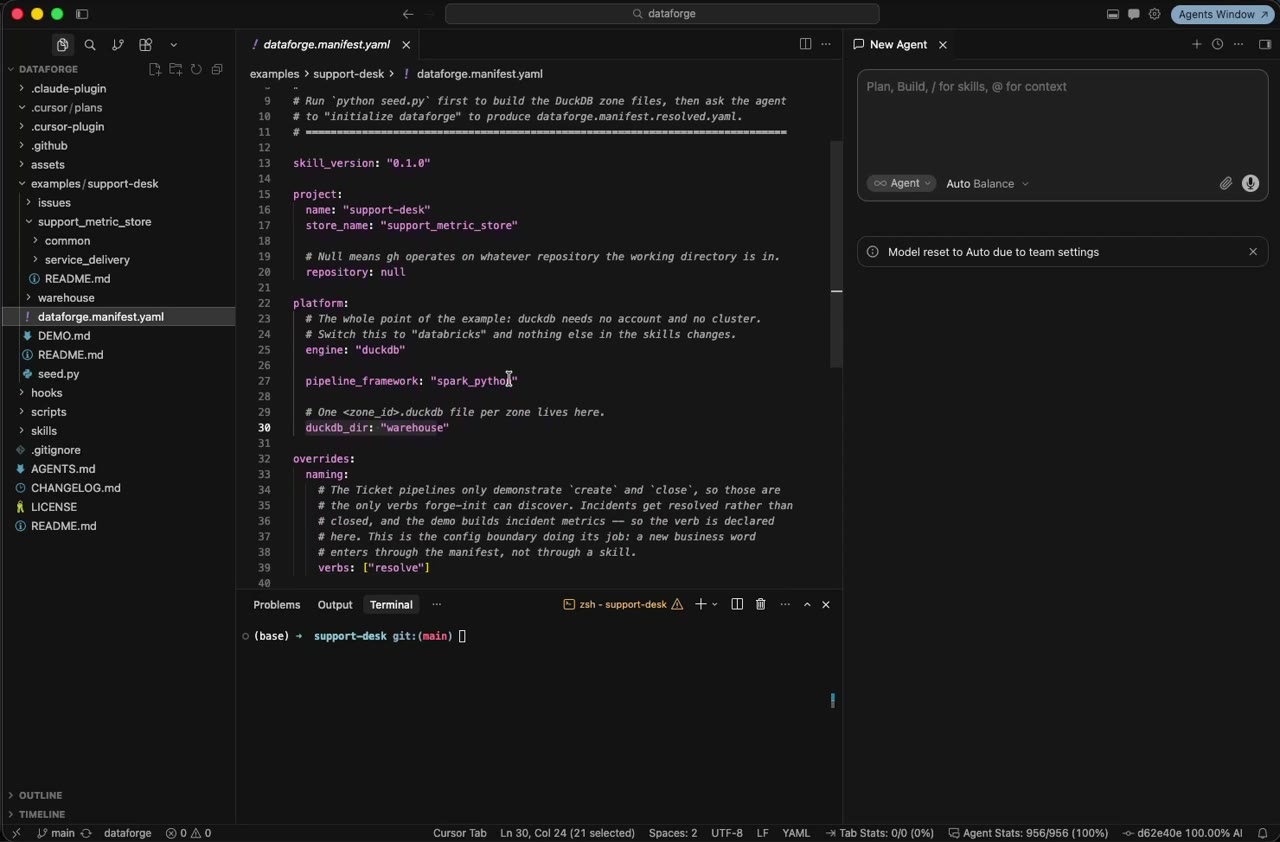 dataforge
Agents Window ↗
DATAFORGE
.claude-plugin
.cursor/plans
.cursor-plugin
.github
assets
examples/support-desk
issues
support_metric_store
common
service_delivery
README.md
warehouse
! dataforge.manifest.yaml
DEMO.md
README.md
seed.py
hooks
scripts
skills
.gitignore
AGENTS.md
CHANGELOG.md
LICENSE
README.md
OUTLINE
TIMELINE
! dataforge.manifest.yaml
examples > support-desk > ! dataforge.manifest.yaml
9 # Run `python seed.py` first to build the DuckDB zone files, then ask the agent
10 # to "initialize dataforge" to produce dataforge.manifest.resolved.yaml.
11 # =============================================================================
12
13 skill_version: "0.1.0"
14
15 project:
16 name: "support-desk"
17 store_name: "support_metric_store"
18
19 # Null means gh operates on whatever repository the working directory is in.
20 repository: null
21
22 platform:
23 # The whole point of the example: duckdb needs no account and no cluster.
24 # Switch this to "databricks" and nothing else in the skills changes.
25 engine: "duckdb"
26
27 pipeline_framework: "spark_python"
28
29 # One <zone_id>.duckdb file per zone lives here.
30 duckdb_dir: "warehouse"
31
32 overrides:
33 naming:
34 # The Ticket pipelines only demonstrate `create` and `close`, so those are
35 # the only verbs forge-init can discover. Incidents get resolved rather than
36 # closed, and the demo builds incident metrics —— so the verb is declared
37 # here. This is the config boundary doing its job: a new business word
38 # enters through the manifest, not through a skill.
39 verbs: ["resolve"]
40
Problems Output Terminal ···
zsh - support-desk
(base) → support-desk git:(main)
New Agent
Plan, Build, / for skills, @ for context
∞ Agent
Auto Balance
Model reset to Auto due to team settings
main
dataforge
0 0
Cursor Tab
Ln 30, Col 24 (21 selected)
Spaces: 2
UTF-8
LF
YAML
Tab Stats: 0/0 (0%)
Agent Stats: 956/956 (100%)
d62e40e 100.00% AI